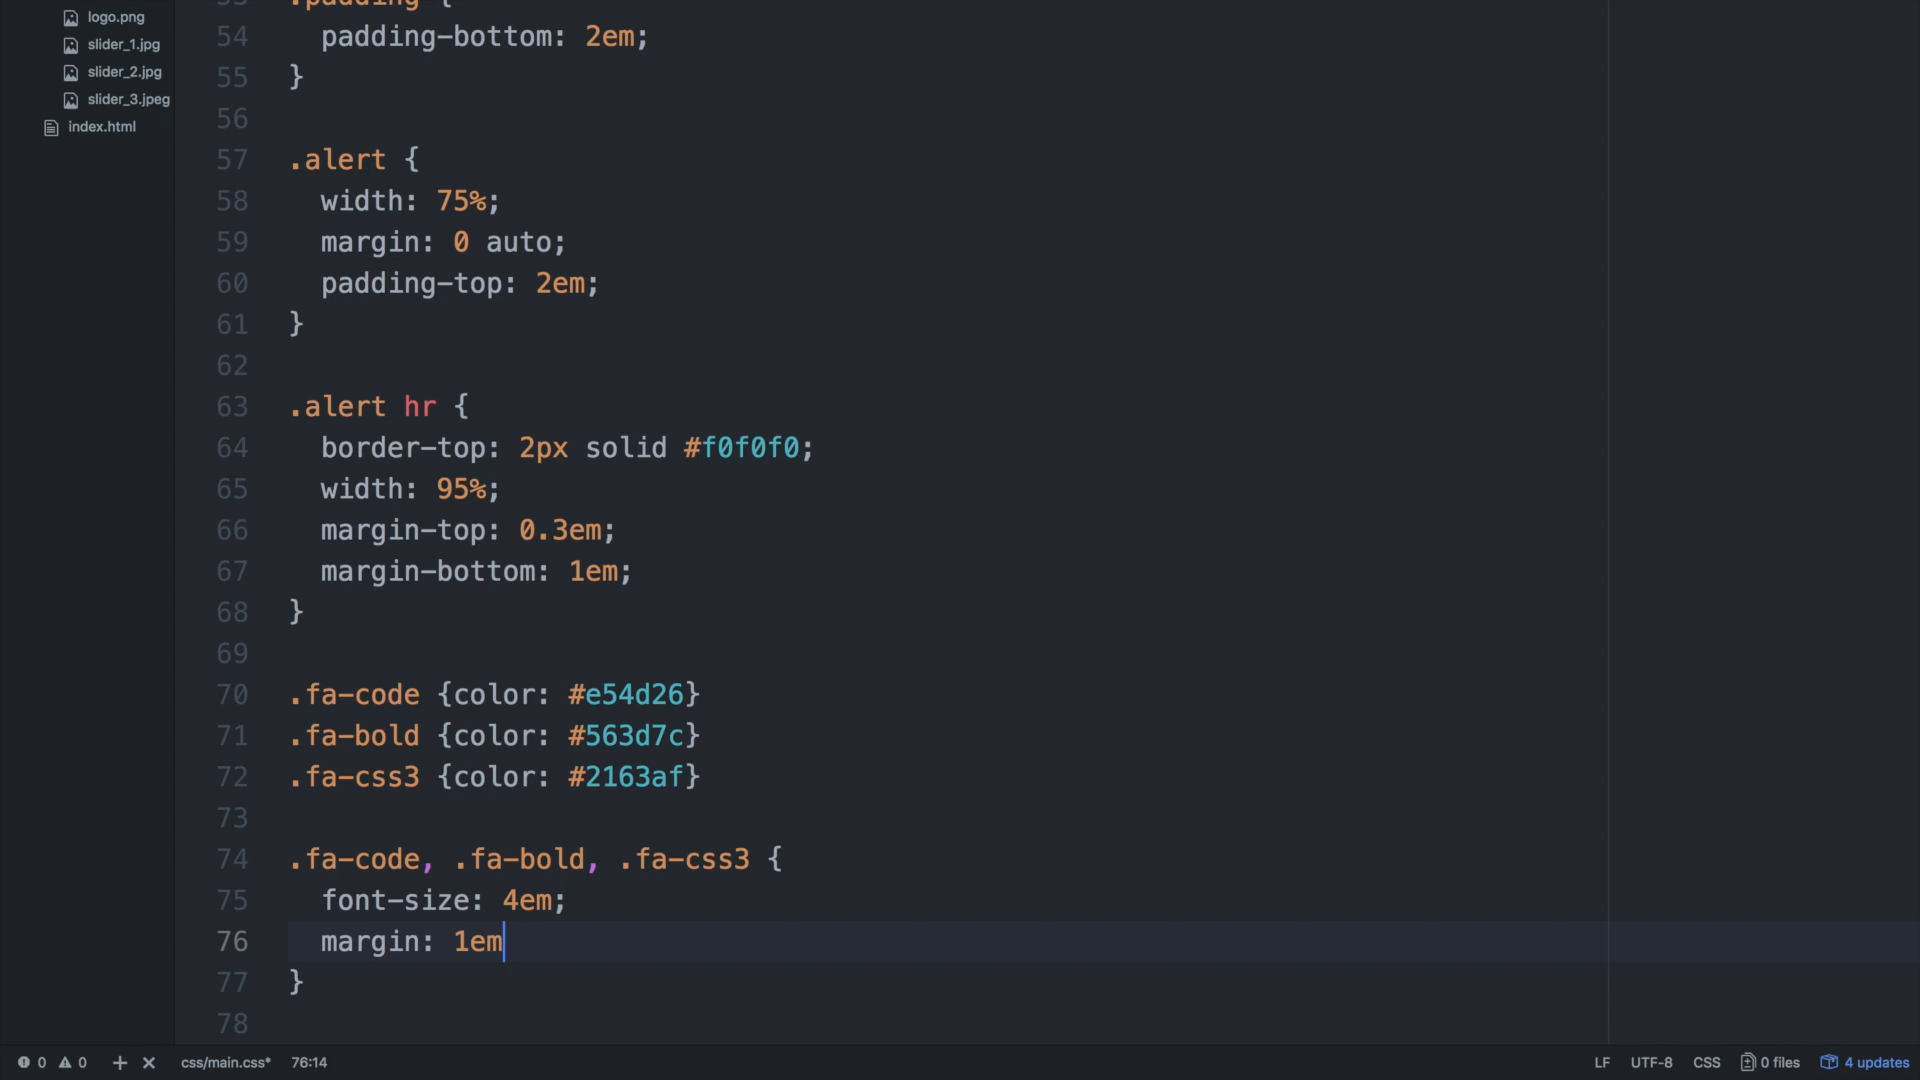 logo.png
slider_1.jpg
slider_2.jpg
slider_3.jpeg
index.html
53 .padding {
54 padding-bottom: 2em;
55 }
56
57 .alert {
58 width: 75%;
59 margin: 0 auto;
60 padding-top: 2em;
61 }
62
63 .alert hr {
64 border-top: 2px solid #f0f0f0;
65 width: 95%;
66 margin-top: 0.3em;
67 margin-bottom: 1em;
68 }
69
70 .fa-code {color: #e54d26}
71 .fa-bold {color: #563d7c}
72 .fa-css3 {color: #2163af}
73
74 .fa-code, .fa-bold, .fa-css3 {
75 font-size: 4em;
76 margin: 1em
77 }
78
0 0 + × css/main.css* 76:14 LF UTF-8 CSS 0 files 4 updates